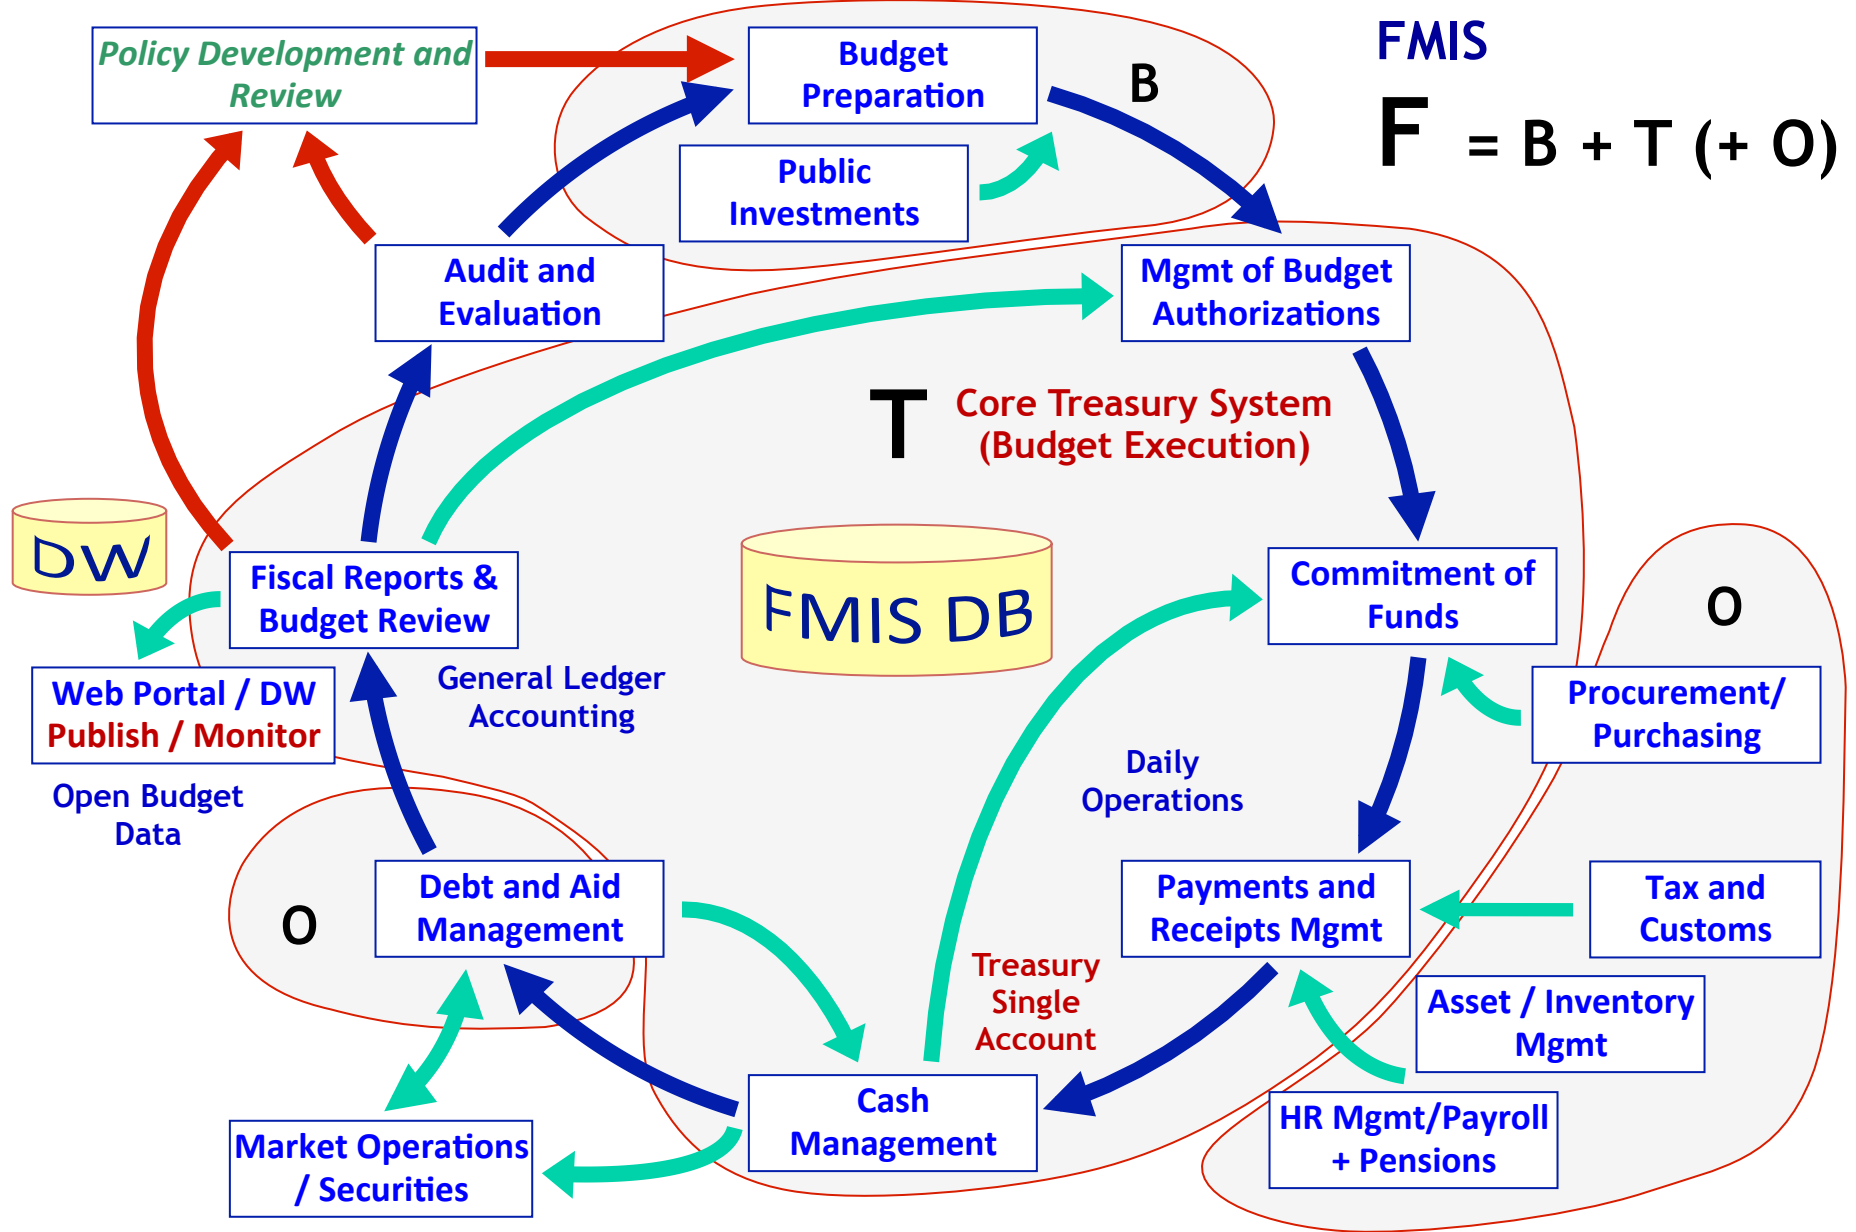 Policy Development and
Review
Budget
Preparation
B
FMIS
F = B + T (+ O)
Public
Investments
Audit and
Evaluation
Mgmt of Budget
Authorizations
T
Core Treasury System
(Budget Execution)
DW
FMIS DB
Fiscal Reports &
Budget Review
Commitment of
Funds
O
Web Portal / DW
Publish / Monitor
General Ledger
Accounting
Procurement/
Purchasing
Open Budget
Data
Daily
Operations
O
Debt and Aid
Management
Payments and
Receipts Mgmt
Tax and
Customs
Treasury
Single
Account
Asset / Inventory
Mgmt
Cash
Management
HR Mgmt/Payroll
+ Pensions
Market Operations
/ Securities